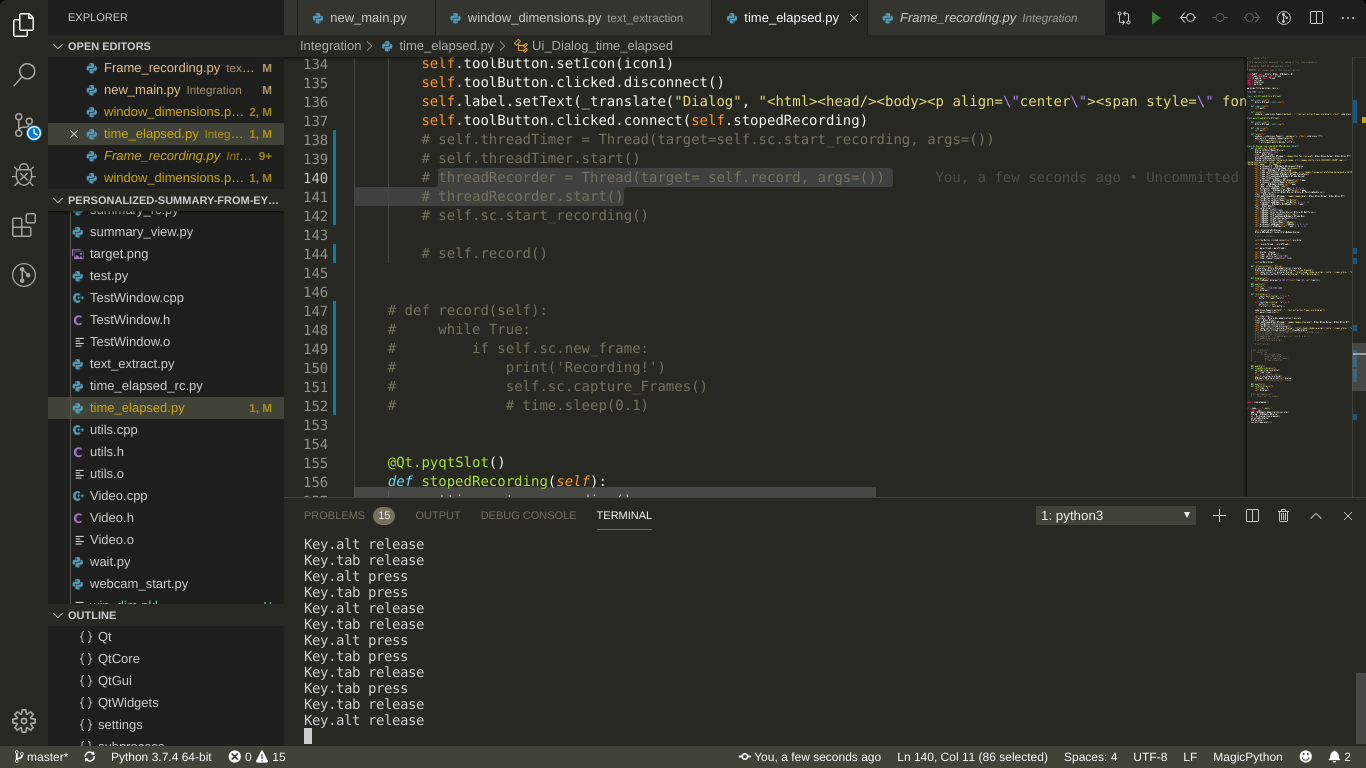 EXPLORER
OPEN EDITORS
Frame_recording.py tex... M
new_main.py Integration M
window_dimensions.p... 2, M
time_elapsed.py Integ... 1, M
Frame_recording.py Int... 9+
window_dimensions.p... 1, M
PERSONALIZED-SUMMARY-FROM-EY...
summary_rc.py
summary_view.py
target.png
test.py
TestWindow.cpp
TestWindow.h
TestWindow.o
text_extract.py
time_elapsed_rc.py
time_elapsed.py 1, M
utils.cpp
utils.h
utils.o
Video.cpp
Video.h
Video.o
wait.py
webcam_start.py
win_dim.pkl
OUTLINE
{ } Qt
{ } QtCore
{ } QtGui
{ } QtWidgets
{ } settings
{ } subprocess
new_main.py
window_dimensions.py text_extraction
time_elapsed.py
Frame_recording.py Integration
Integration > time_elapsed.py > Ui_Dialog_time_elapsed
134 self.toolButton.setIcon(icon1)
135 self.toolButton.clicked.disconnect()
136 self.label.setText(_translate("Dialog", "<html><head/><body><p align=\"center\"><span style=\" fon
137 self.toolButton.clicked.connect(self.stopedRecording)
138 # self.threadTimer = Thread(target=self.sc.start_recording, args=())
139 # self.threadTimer.start()
140 # threadRecorder = Thread(target= self.record, args=()) You, a few seconds ago • Uncommitted
141 # threadRecorder.start()
142 # self.sc.start_recording()
143
144 # self.record()
145
146
147 # def record(self):
148 # while True:
149 # if self.sc.new_frame:
150 # print('Recording!')
151 # self.sc.capture_Frames()
152 # # time.sleep(0.1)
153
154
155 @Qt.pyqtSlot()
156 def stopedRecording(self):
PROBLEMS 15 OUTPUT DEBUG CONSOLE TERMINAL 1: python3
Key.alt release
Key.tab release
Key.alt press
Key.tab press
Key.alt release
Key.tab release
Key.alt press
Key.tab press
Key.tab release
Key.tab press
Key.tab release
Key.alt release
master* Python 3.7.4 64-bit 0 15 You, a few seconds ago Ln 140, Col 11 (86 selected) Spaces: 4 UTF-8 LF MagicPython 2